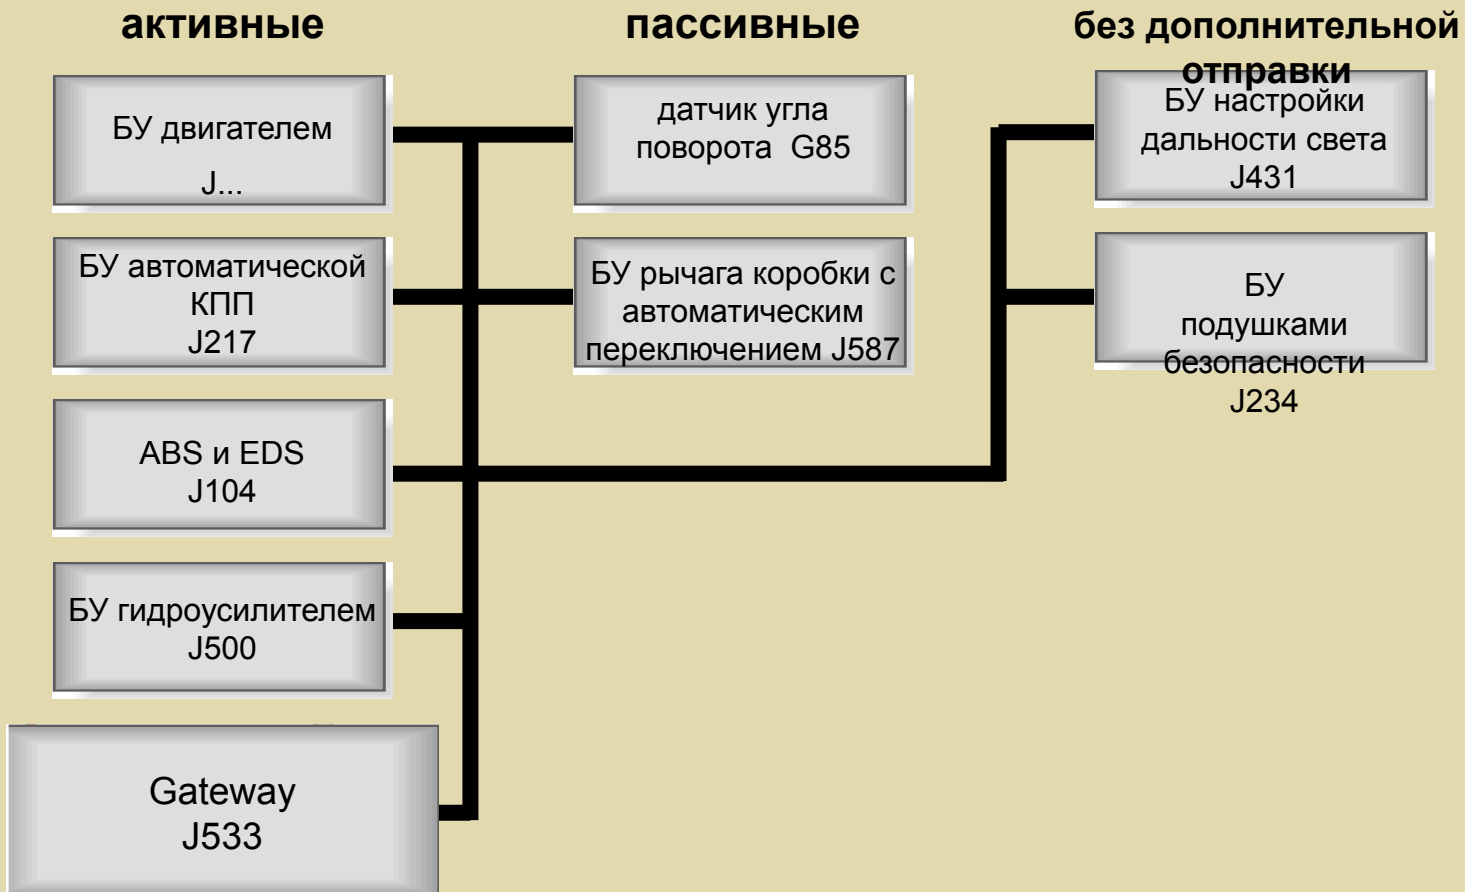 активные
БУ двигателем
J...
БУ автоматической
КПП
J217
ABS и EDS
J104
БУ гидроусилителем
J500
Gateway
J533
пассивные
датчик угла
поворота G85
БУ рычага коробки с
автоматическим
переключением J587
без дополнительной
отправки
БУ настройки
дальности света
J431
БУ
подушками
безопасности
J234